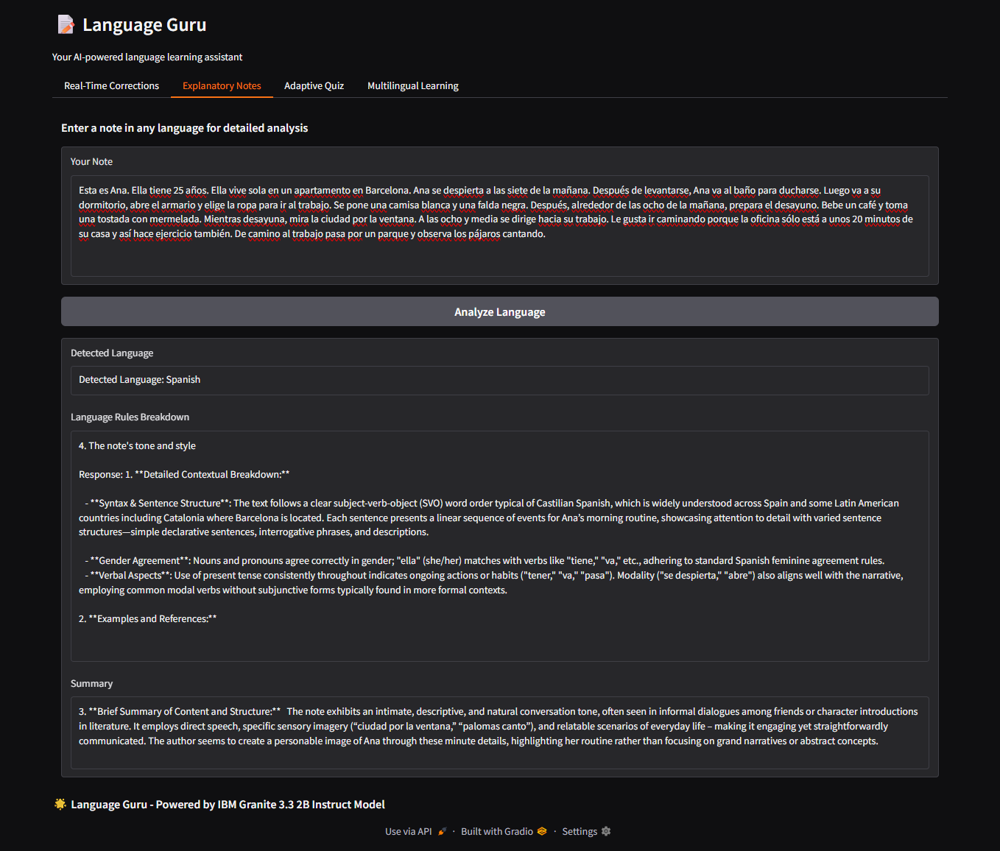 📝 Language Guru
Your AI-powered language learning assistant
Real-Time Corrections Explanatory Notes Adaptive Quiz Multilingual Learning
Enter a note in any language for detailed analysis
Your Note
Esta es Ana. Ella tiene 25 años. Ella vive sola en un apartamento en Barcelona. Ana se despierta a las siete de la mañana. Después de levantarse, Ana va al baño para ducharse. Luego va a su
dormitorio, abre el armario y elige la ropa para ir al trabajo. Se pone una camisa blanca y una falda negra. Después, alrededor de las ocho de la mañana, prepara el desayuno. Bebe un café y toma
una tostada con mermelada. Mientras desayuna, mira la ciudad por la ventana. A las ocho y media se dirige hacia su trabajo. Le gusta ir caminando porque la oficina sólo está a unos 20 minutos de
su casa y así hace ejercicio también. De camino al trabajo pasa por un parque y observa los pájaros cantando.
Analyze Language
Detected Language
Detected Language: Spanish
Language Rules Breakdown
4. The note's tone and style
Response: 1. **Detailed Contextual Breakdown:**
- **Syntax & Sentence Structure**: The text follows a clear subject-verb-object (SVO) word order typical of Castilian Spanish, which is widely understood across Spain and some Latin American
countries including Catalonia where Barcelona is located. Each sentence presents a linear sequence of events for Ana’s morning routine, showcasing attention to detail with varied sentence
structures—simple declarative sentences, interrogative phrases, and descriptions.
- **Gender Agreement**: Nouns and pronouns agree correctly in gender; "ella" (she/her) matches with verbs like "tiene," "va," etc., adhering to standard Spanish feminine agreement rules.
- **Verbal Aspects**: Use of present tense consistently throughout indicates ongoing actions or habits ("tener," "va," "pasa"). Modality ("se despierta," "abre") also aligns well with the narrative,
employing common modal verbs without subjunctive forms typically found in more formal contexts.
2. **Examples and References:**
Summary
3. **Brief Summary of Content and Structure:** The note exhibits an intimate, descriptive, and natural conversation tone, often seen in informal dialogues among friends or character introductions
in literature. It employs direct speech, specific sensory imagery (“ciudad por la ventana,” “palomas canto”), and relatable scenarios of everyday life – making it engaging yet straightforwardly
communicated. The author seems to create a personable image of Ana through these minute details, highlighting her routine rather than focusing on grand narratives or abstract concepts.
🌟 Language Guru - Powered by IBM Granite 3.3 2B Instruct Model
Use via API 🚀 · Built with Gradio · Settings ⚙️